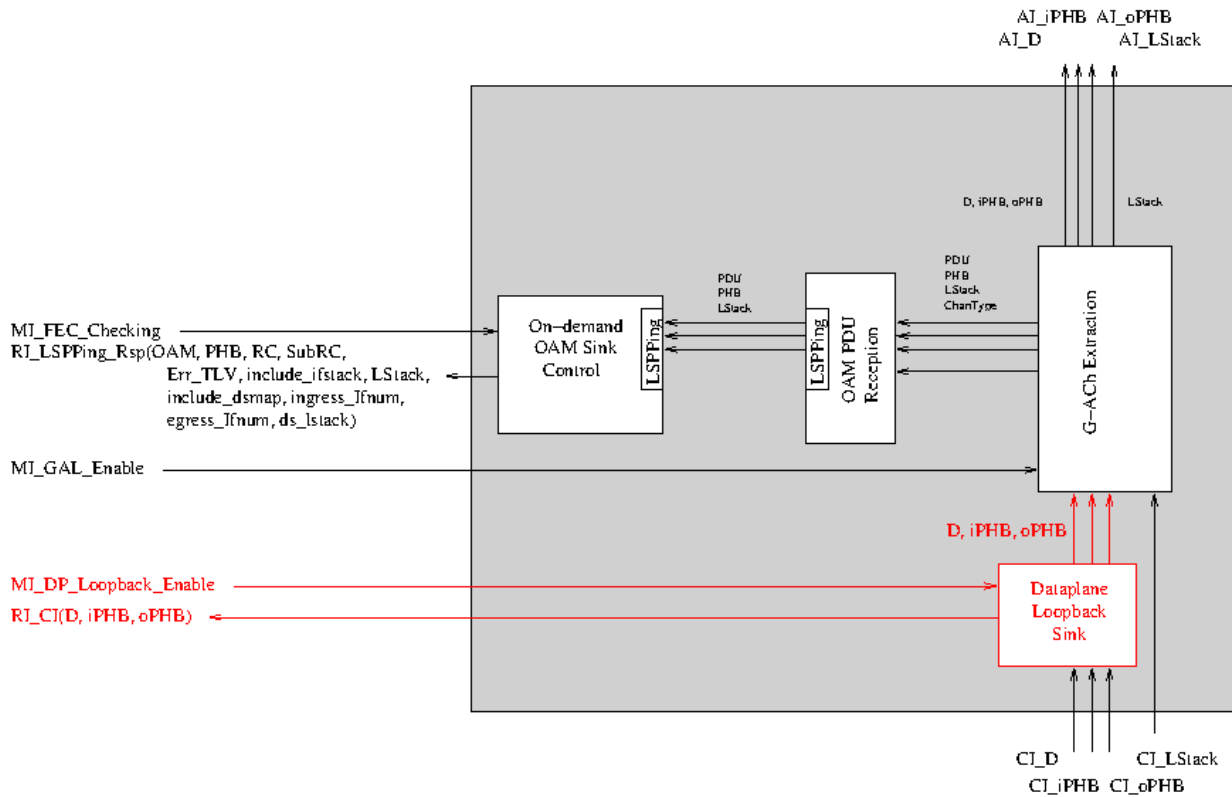 AI_iPHB AI_oPHB
AI_D AI_LStack
D, iPHB, oPHB
LStack
PDU
PHB
LStack
ChanType
PDU
PHB
LStack
On-demand
OAM Sink
Control
LSPPing
LSPPing
OAM PDU
Reception
G-ACh Extraction
MI_FEC_Checking
RI_LSPPing_Rsp(OAM, PHB, RC, SubRC,
Err_TLV, include_ifstack, LStack,
include_dsmap, ingress_Ifnum,
egress_Ifnum, ds_lstack)
MI_GAL_Enable
D, iPHB, oPHB
MI_DP_Loopback_Enable
RI_CI(D, iPHB, oPHB)
Dataplane
Loopback
Sink
CI_D CI_LStack
CI_iPHB CI_oPHB